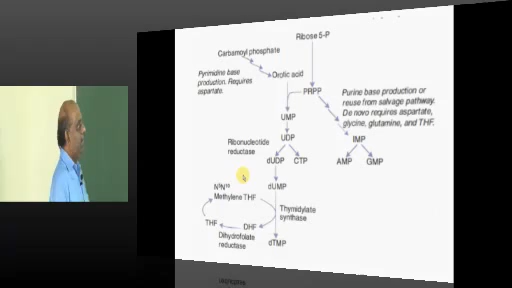 Ribose 5-P
Carbamoyl phosphate
Pyrimidine base
production. Requires
aspartate.
Orotic acid
PRPP
Purine base production or
reuse from salvage pathway.
De novo requires aspartate,
glycine, glutamine, and THF.
UMP
UDP
IMP
Ribonucleotide
reductase
dUDP CTP
AMP GMP
N⁵N¹⁰
Methylene THF
dUMP
Thymidylate
synthase
THF
DHF
Dihydrofolate
reductase
dTMP